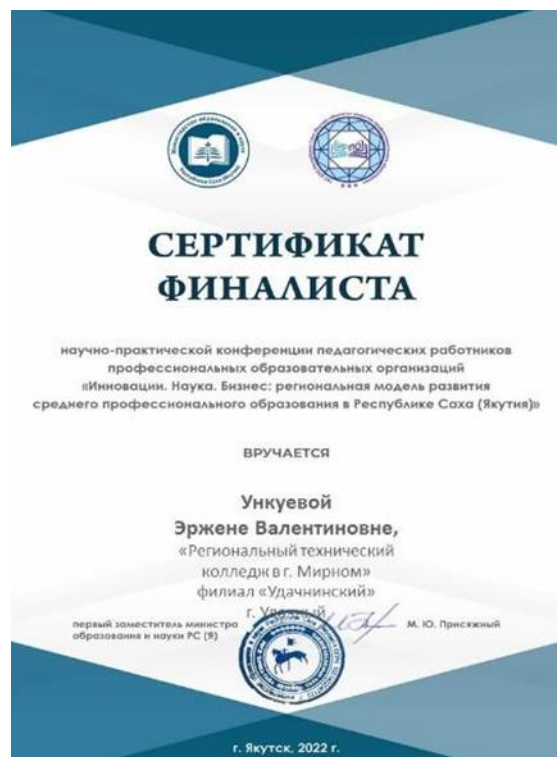 СЕРТИФИКАТ
ФИНАЛИСТА
научно-практической конференции педагогических работников
профессиональных образовательных организаций
«Инновации. Наука. Бизнес: региональная модель развития
среднего профессионального образования в Республике Саха (Якутия)»
ВРУЧАЕТСЯ
Ункуевой
Эржене Валентиновне,
«Региональный технический
колледж в г. Мирном»
филиал «Удачнинский»
г. Удачный
первый заместитель министра
образования и науки РС (Я)
М. Ю. Присяжный
г. Якутск, 2022 г.